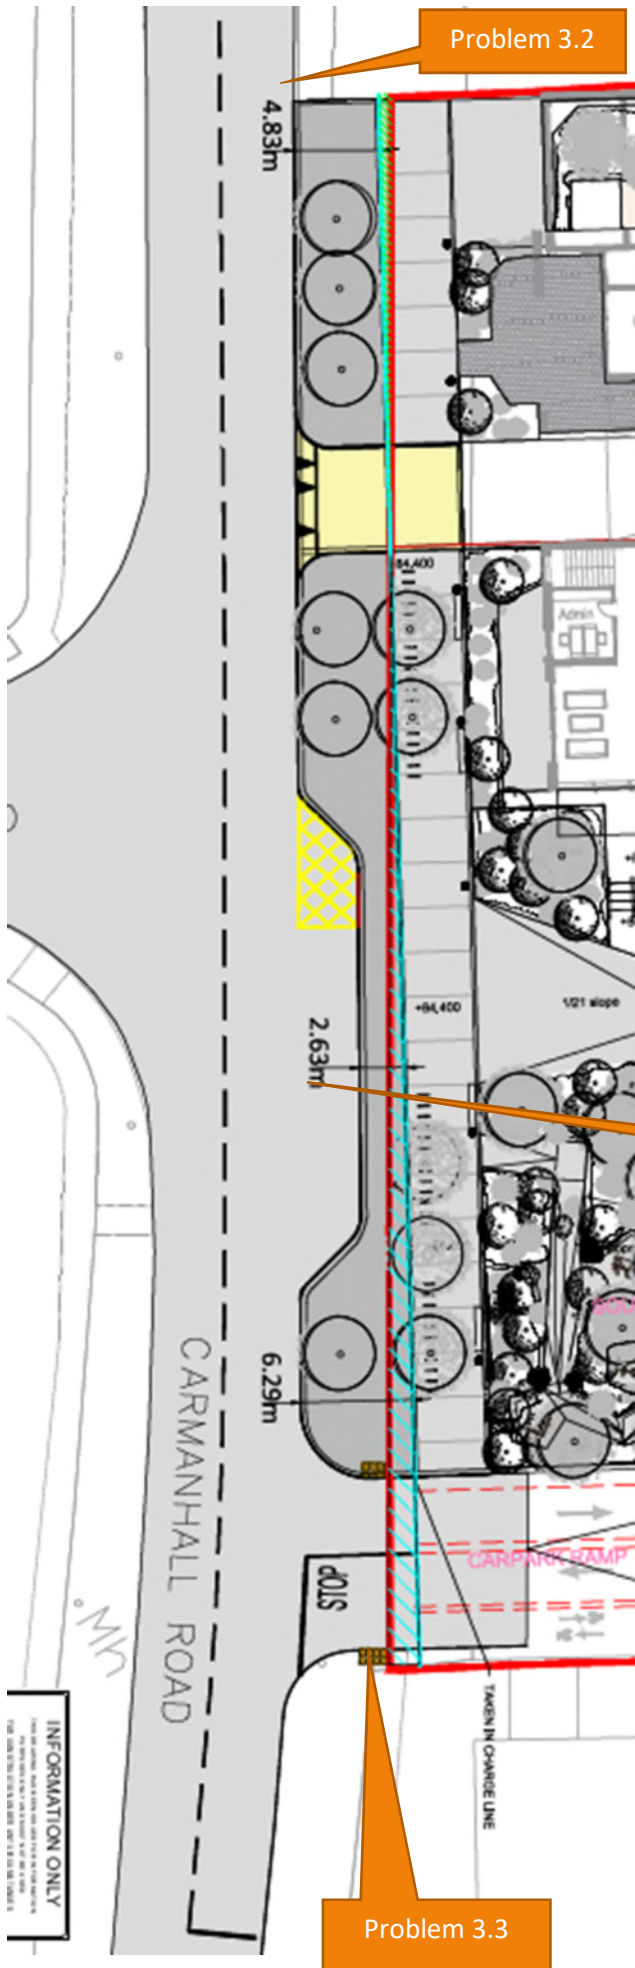 Problem 3.2
4.83m
84,400
Admin
2.63m
+84,400
1/21 slope
SOU
6.29m
CARMANHALL ROAD
STOP
CARPARK RAMP
TAKEN IN CHARGE LINE
INFORMATION ONLY
Problem 3.3